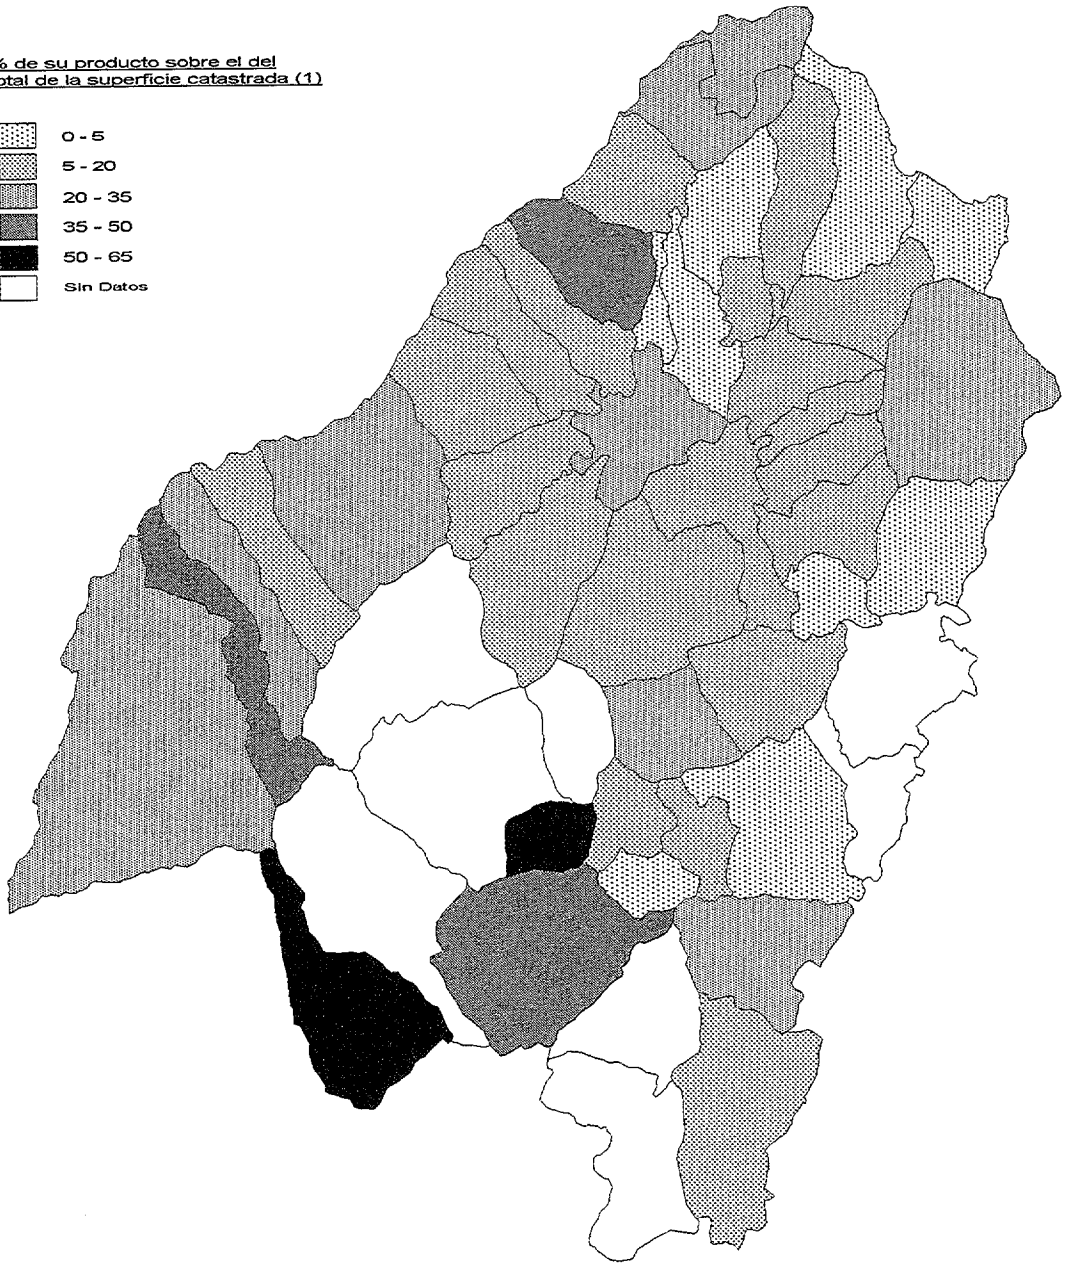 % de su producto sobre el del
otal de la superficie catastrada (1)
0 - 5
5 - 20
20 - 35
35 - 50
50 - 65
Sin Datos